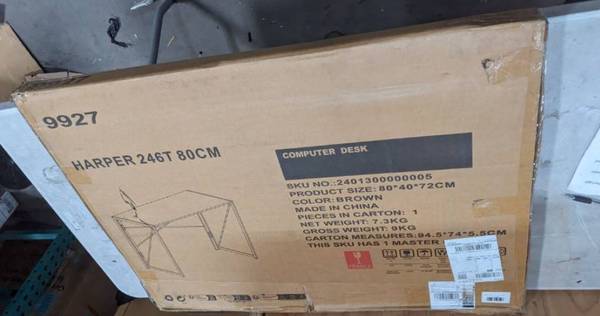 9927
HARPER 246T 80CM
COMPUTER DESK
SKU NO.:2401300000005
PRODUCT SIZE: 80*40*72CM
COLOR: BROWN
MADE IN CHINA
PIECES IN CARTON: 1
NET WEIGHT: 7.3KG
GROSS WEIGHT: 9KG
CARTON MEASURES:94.5*74*5.5CM
THIS SKU HAS 1 MASTER